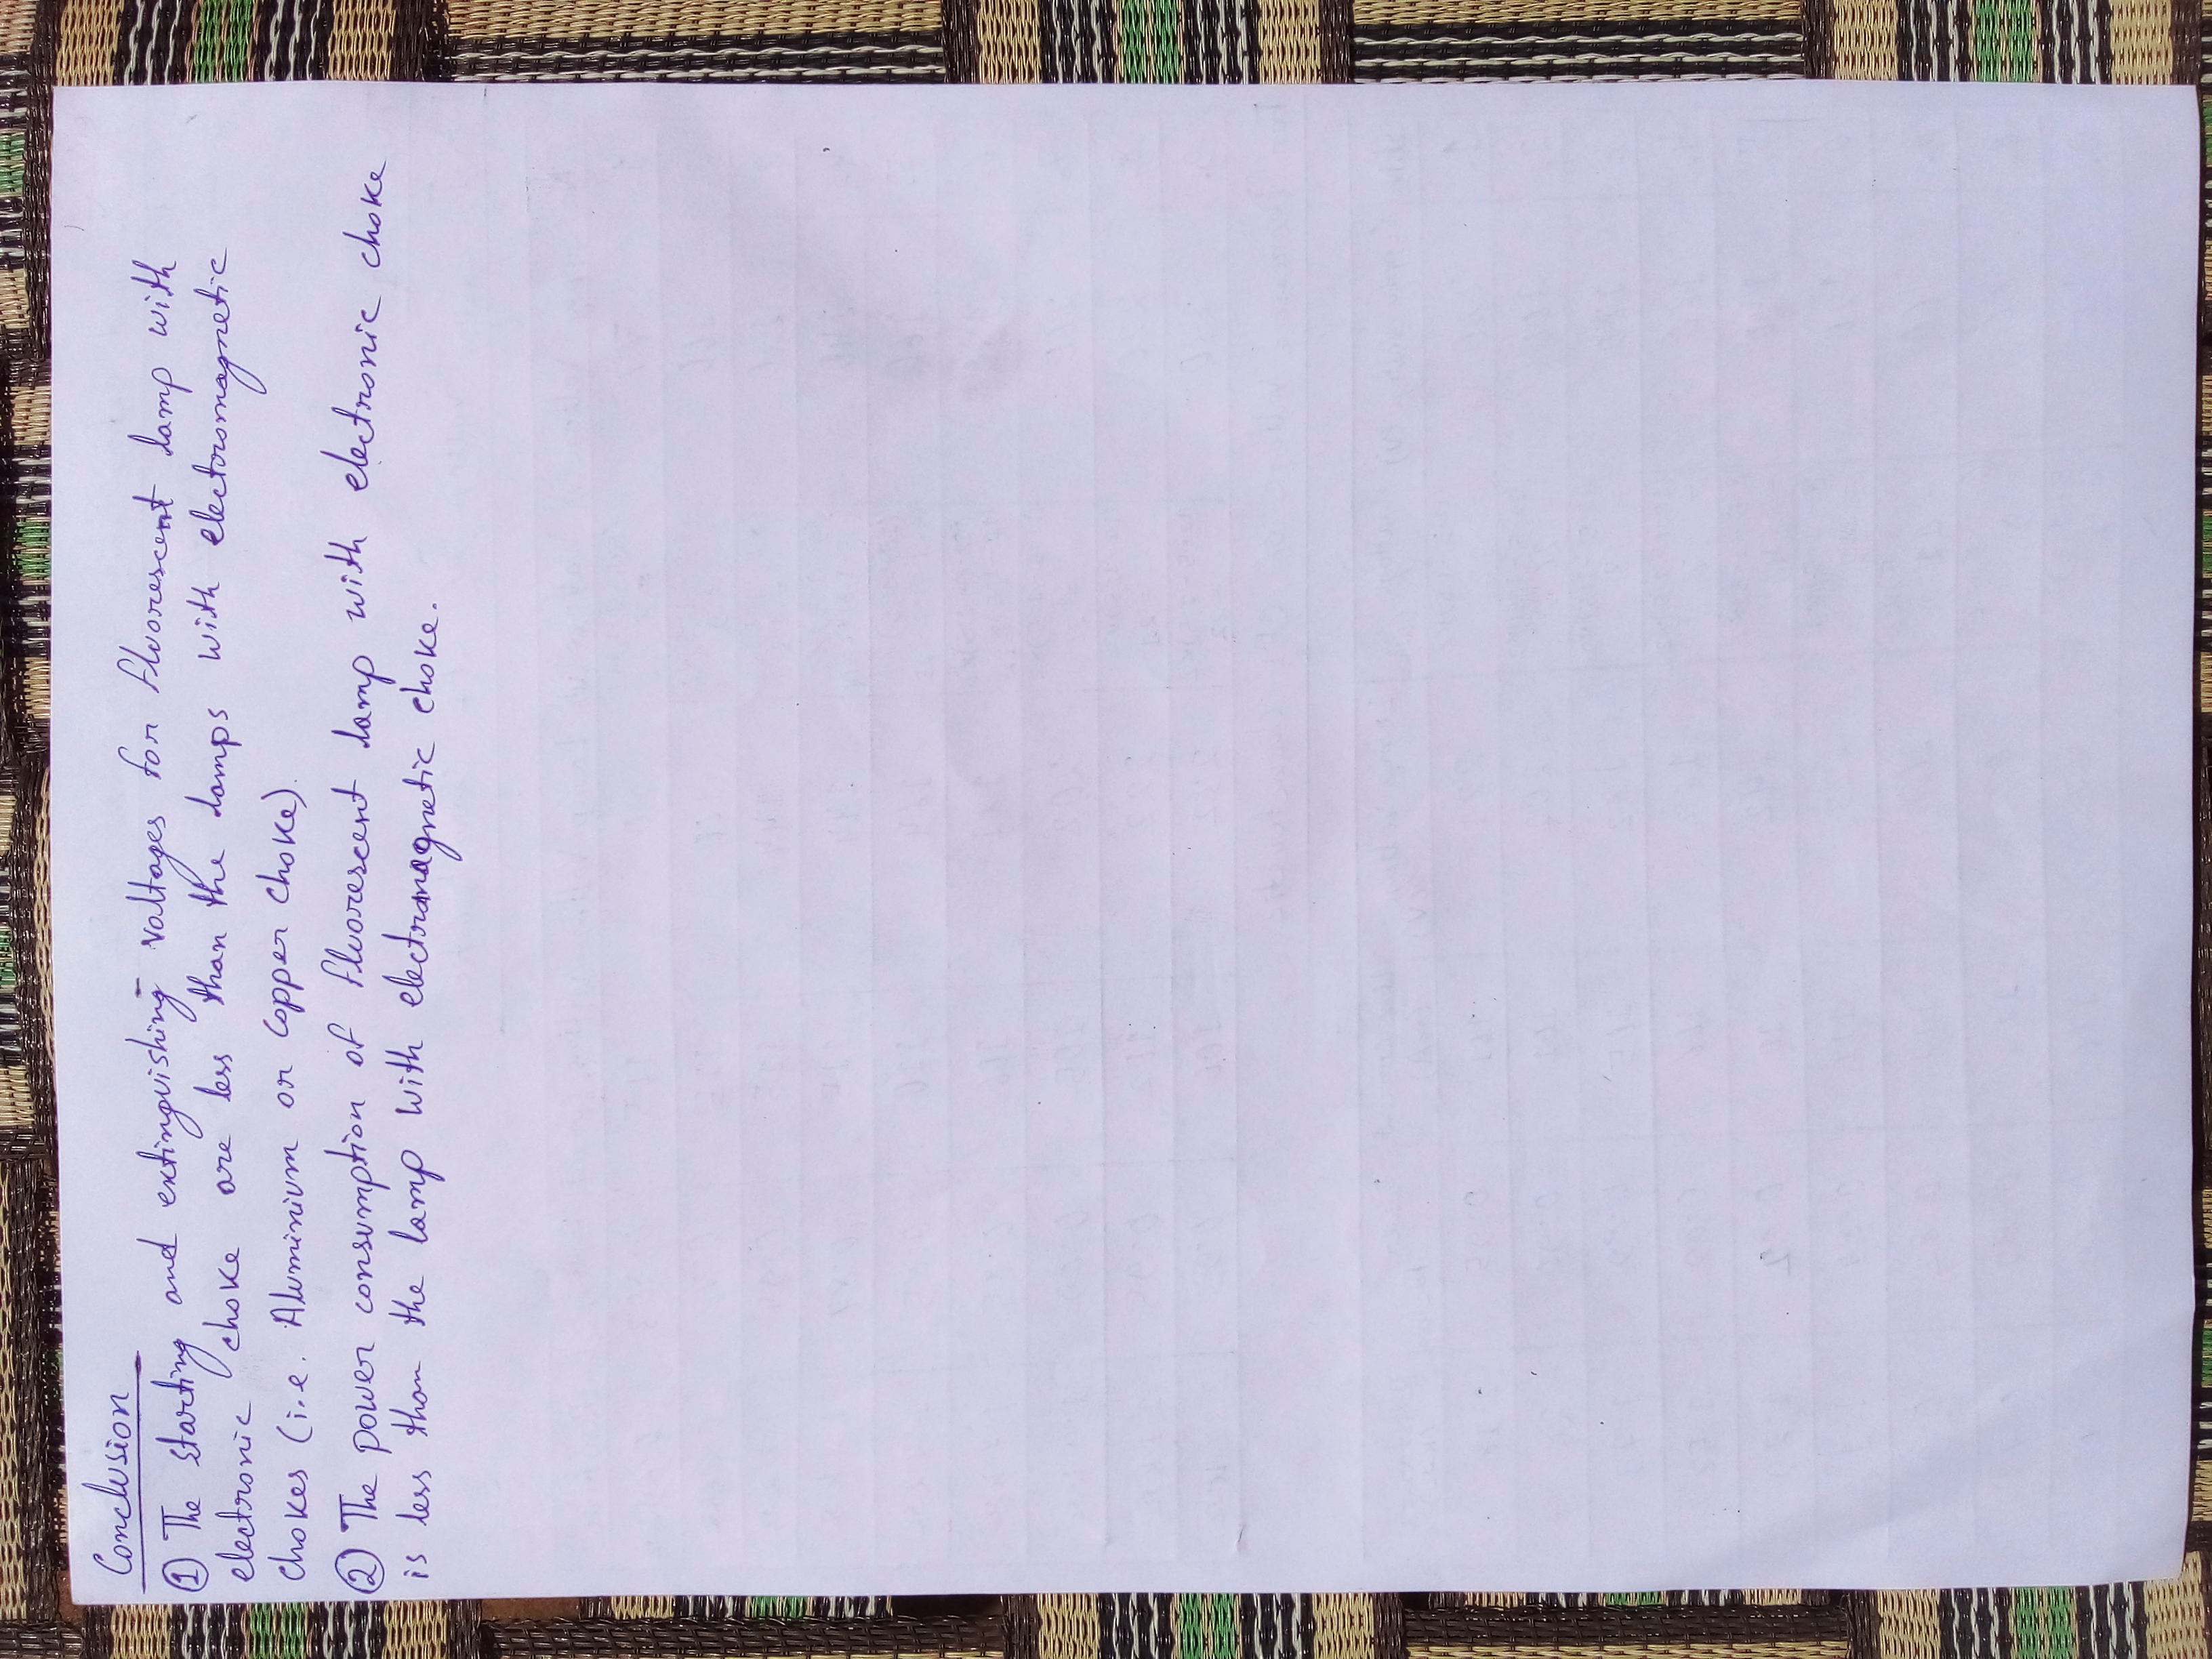 Conclusion
① The starting and extinguishing voltages for fluorescent lamp with
electronic choke are less than the lamps with electromagnetic
chokes (i.e. Aluminium or Copper Choke).
② The power consumption of fluorescent lamp with electronic choke
is less than the lamp with electromagnetic choke.